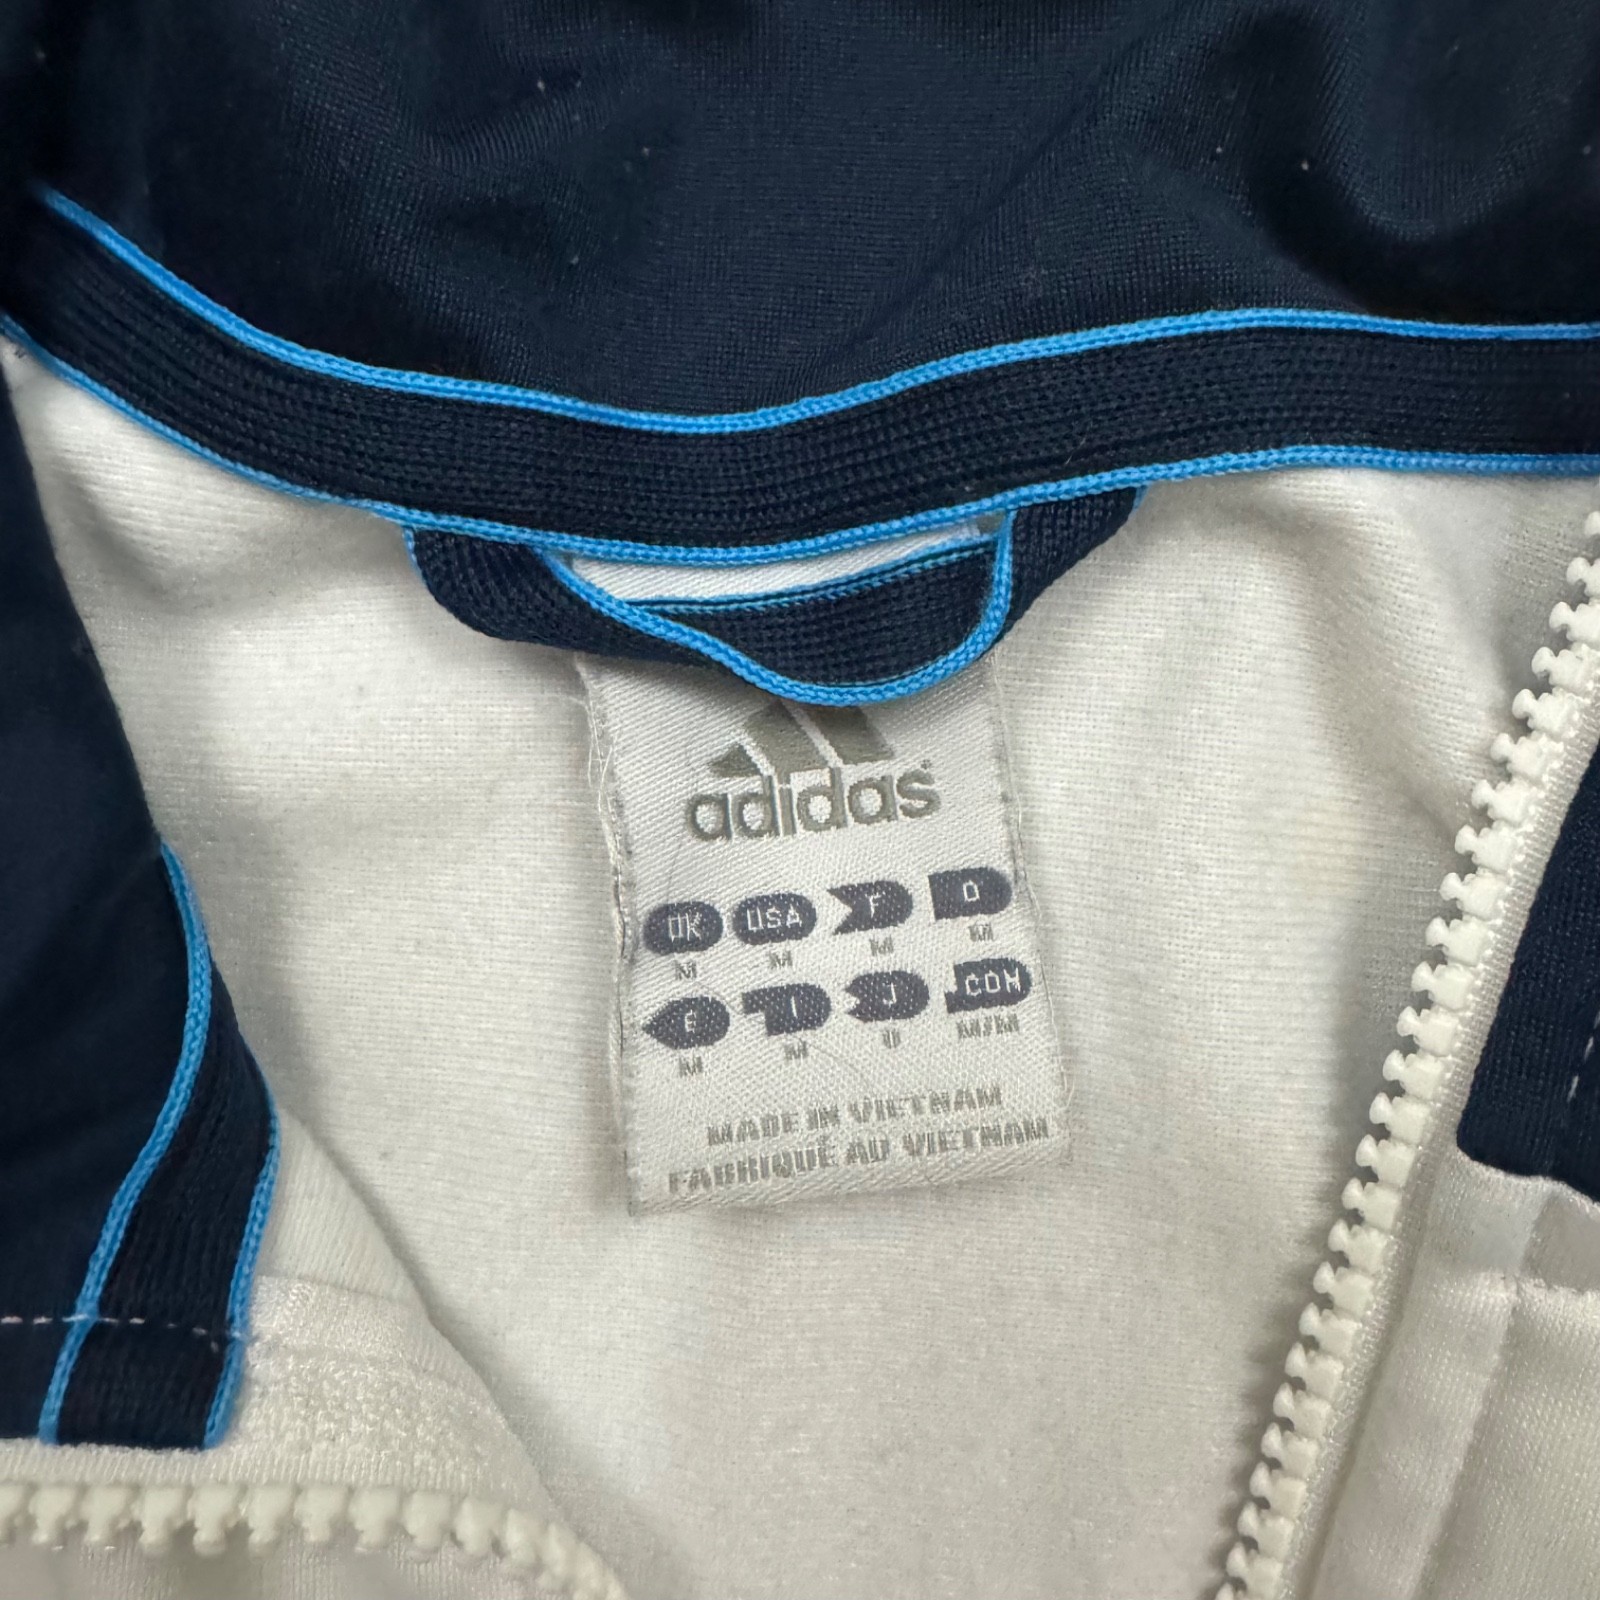 adidas
UK USA F D
M M M M
E I J COM
M M U M/M
MADE IN VIETNAM
FABRIQUÉ AU VIETNAM